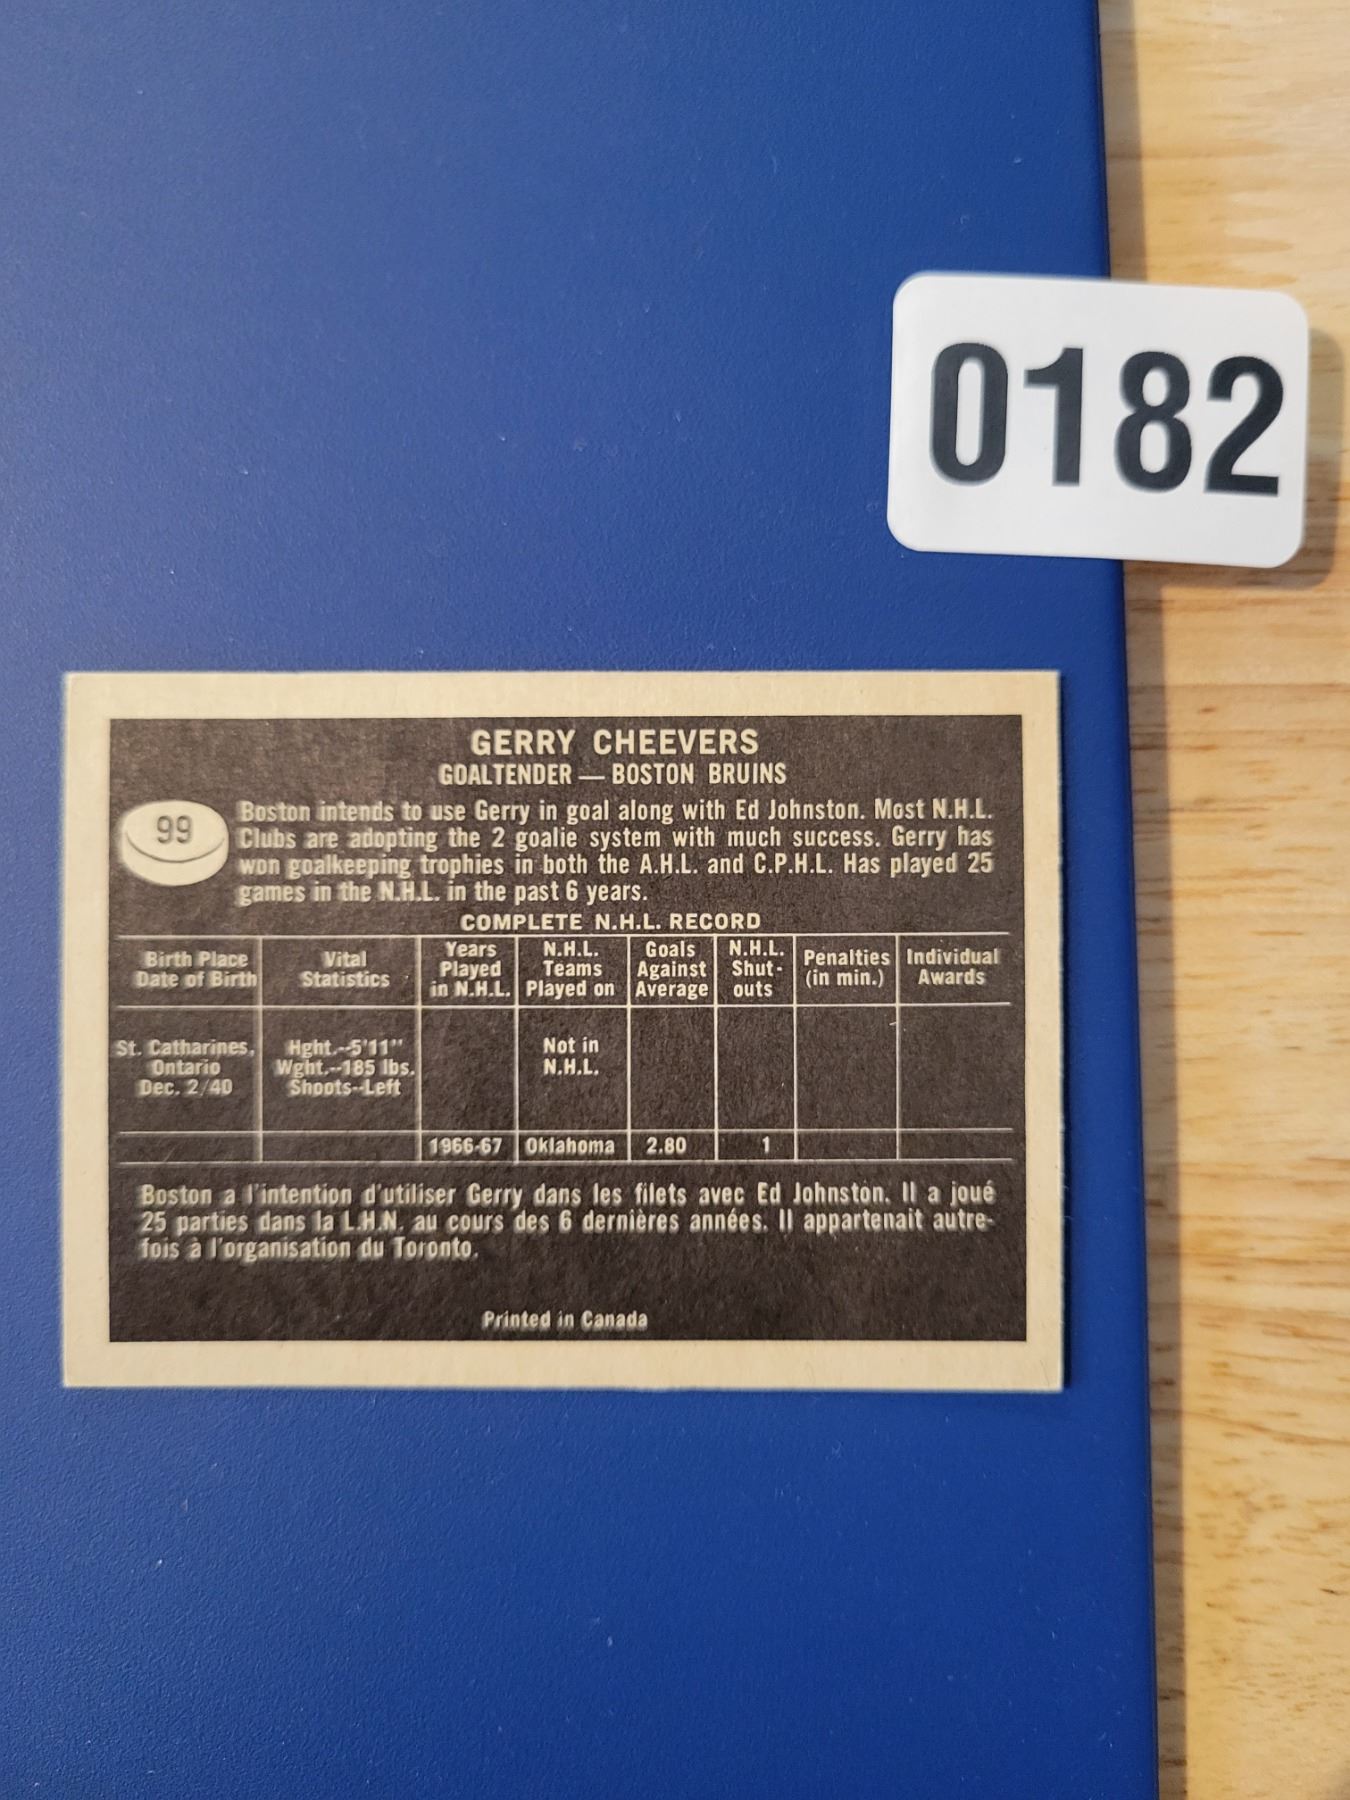 0182
GERRY CHEEVERS
GOALTENDER — BOSTON BRUINS
99
Boston intends to use Gerry in goal along with Ed Johnston. Most N.H.L.
Clubs are adopting the 2 goalie system with much success. Gerry has
won goalkeeping trophies in both the A.H.L. and C.P.H.L. Has played 25
games in the N.H.L. in the past 6 years.
COMPLETE N.H.L. RECORD
Birth Place
Date of Birth
Vital
Statistics
Years
Played
in N.H.L.
N.H.L.
Teams
Played on
Goals
Against
Average
N.H.L.
Shut-
outs
Penalties
(in min.)
Individual
Awards
St. Catharines,
Ontario
Dec. 2/40
Hght.--5'11"
Wght.--185 lbs.
Shoots--Left
Not in
N.H.L.
1966-67 Oklahoma 2.80 1
Boston a l'intention d'utiliser Gerry dans les filets avec Ed Johnston. Il a joué
25 parties dans la L.H.N. au cours des 6 dernières années. Il appartenait autre-
fois à l'organisation du Toronto.
Printed in Canada